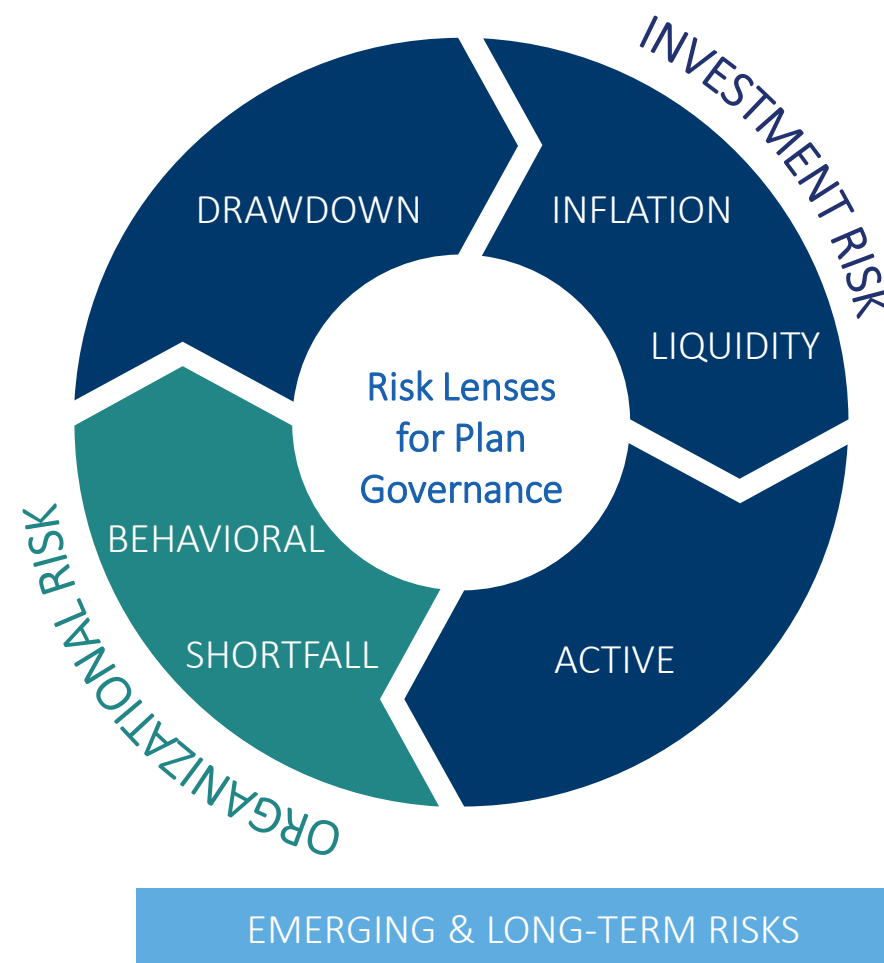 INVESTMENT RISK
DRAWDOWN
INFLATION
LIQUIDITY
Risk Lenses
for Plan
Governance
BEHAVIORAL
SHORTFALL
ACTIVE
ORGANIZATIONAL RISK
EMERGING & LONG-TERM RISKS